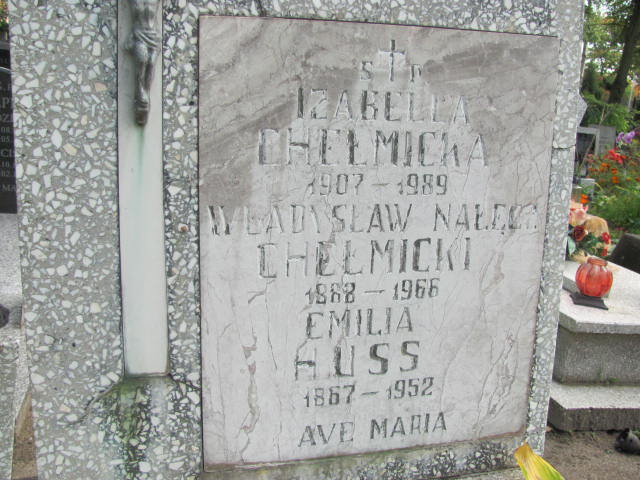 Ś † P
IZABELLA
CHEŁMICKA
1907 – 1989
WŁADYSŁAW NAŁĘCZ
CHEŁMICKI
1888 – 1966
EMILIA
HUSS
1867 – 1952
AVE MARIA